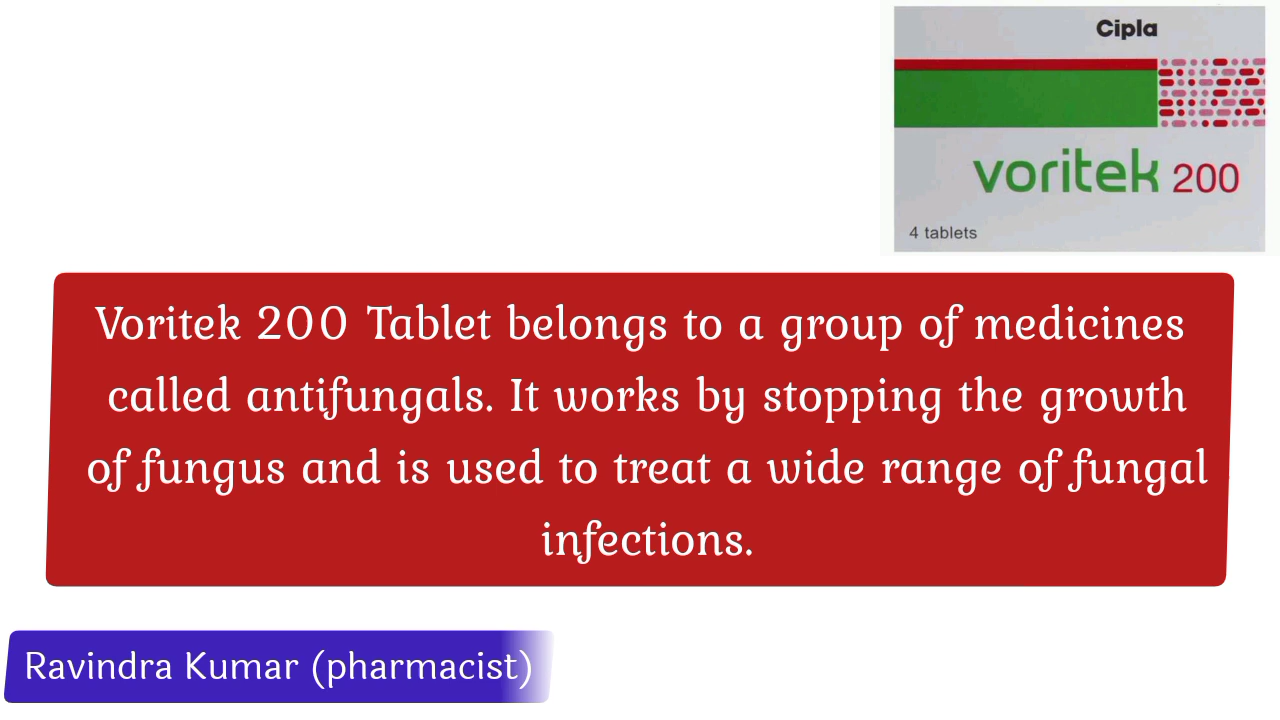 Cipla
voritek 200
4 tablets
Voritek 200 Tablet belongs to a group of medicines
called antifungals. It works by stopping the growth
of fungus and is used to treat a wide range of fungal
infections.
Ravindra Kumar (pharmacist)